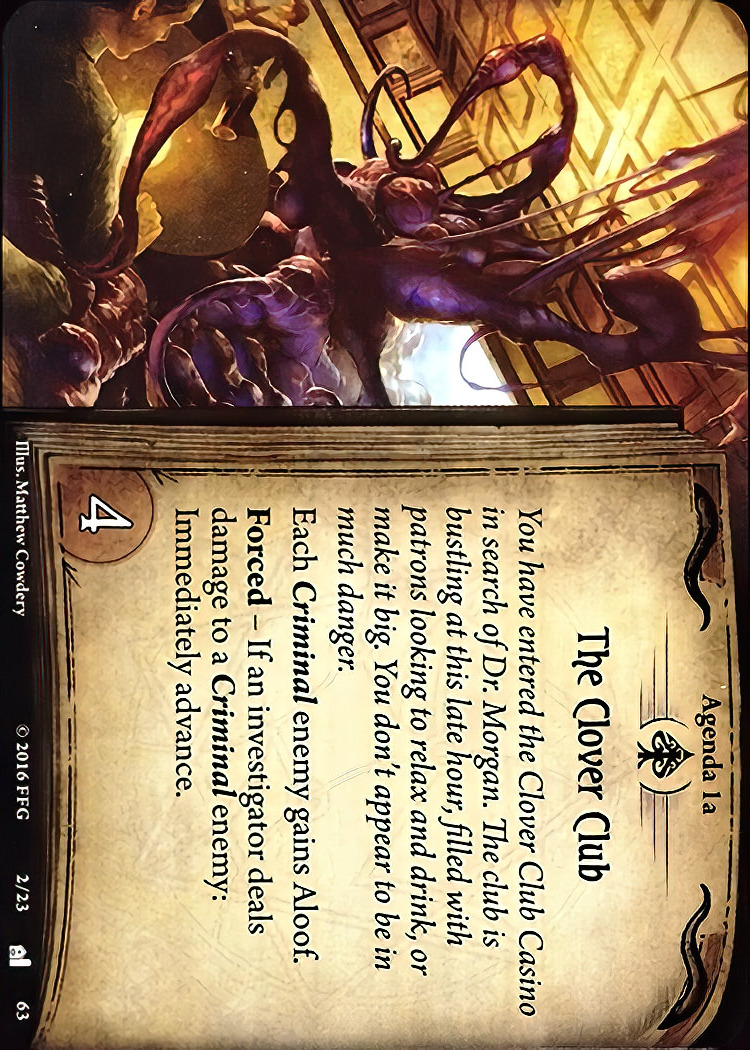 Agenda 1a
The Clover Club
You have entered the Clover Club Casino
in search of Dr. Morgan. The club is
bustling at this late hour, filled with
patrons looking to relax and drink, or
make it big. You don't appear to be in
much danger.
Each Criminal enemy gains Aloof.
Forced – If an investigator deals
damage to a Criminal enemy:
Immediately advance.
4
Illus. Matthew Cowdery © 2016 FFG 2/23 63